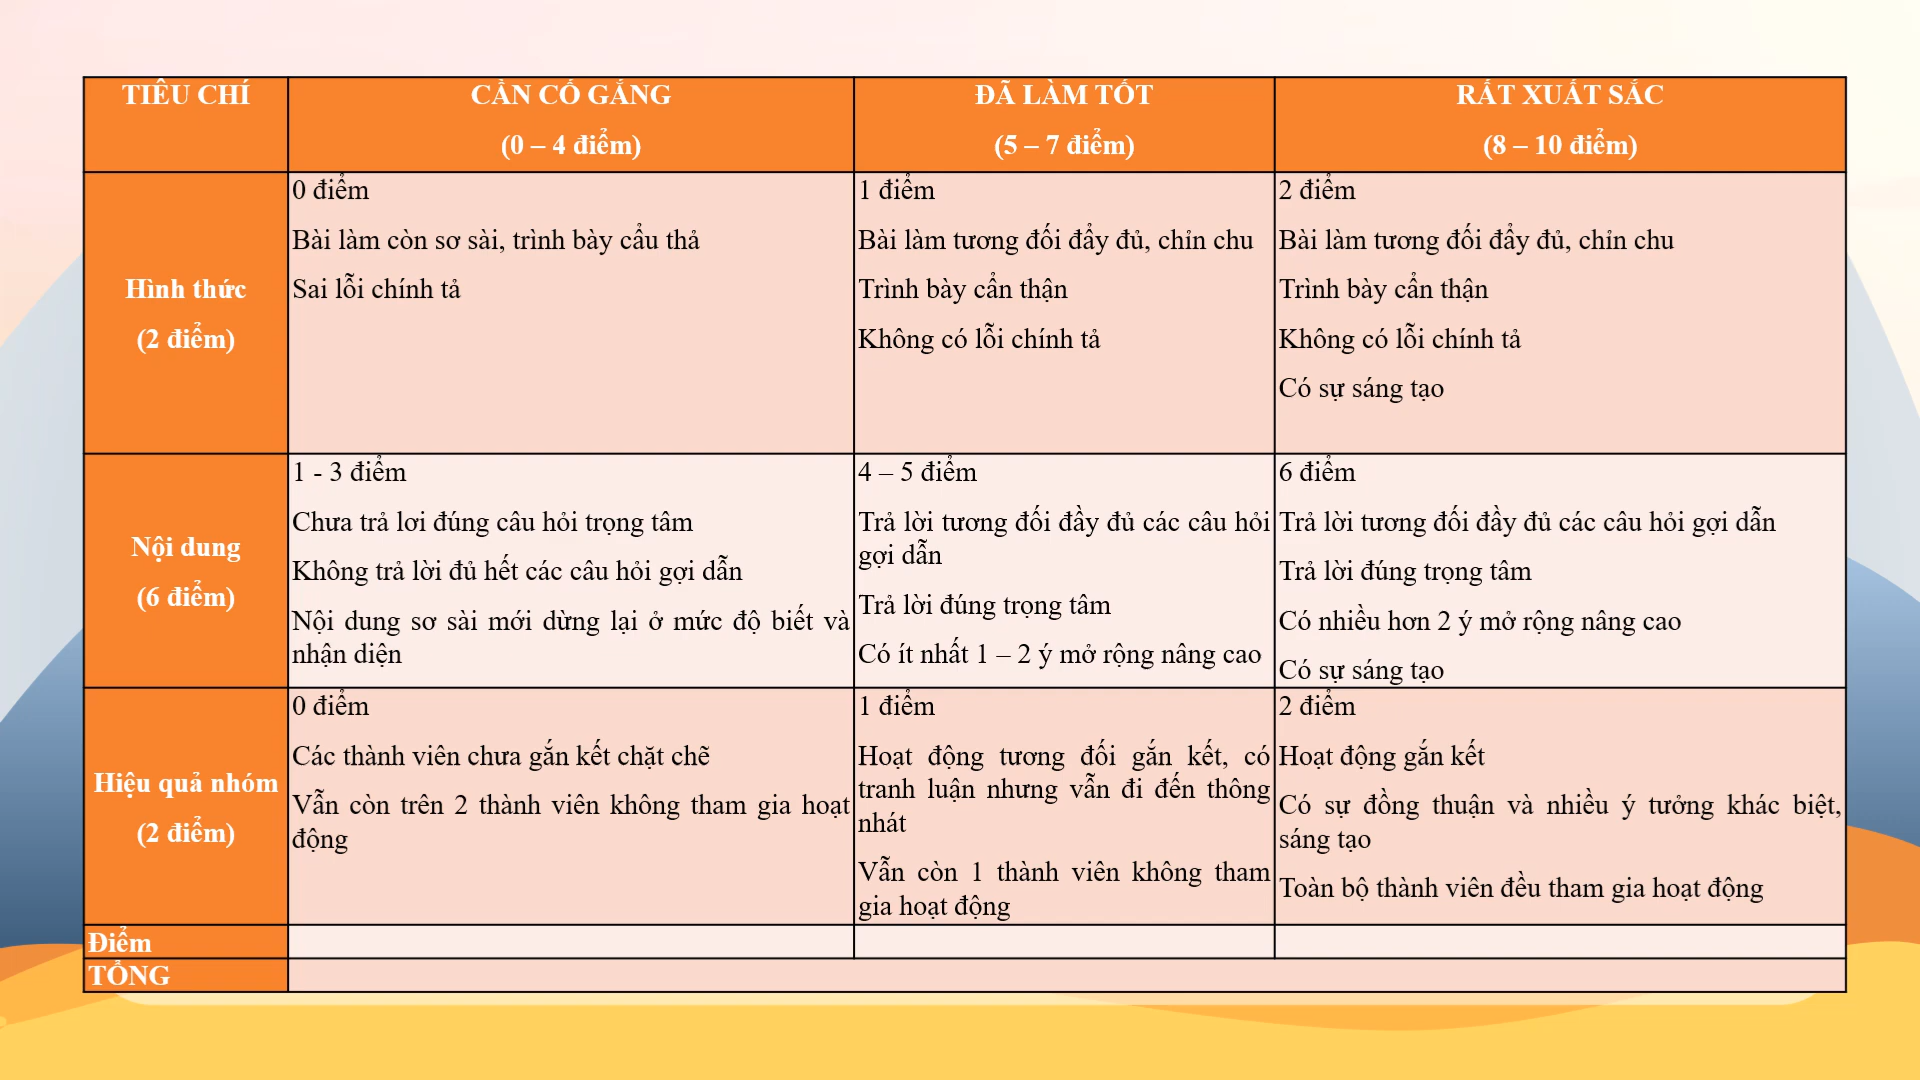 TIÊU CHÍ
CẦN CỐ GẮNG
(0 – 4 điểm)
ĐÃ LÀM TỐT
(5 – 7 điểm)
RẤT XUẤT SẮC
(8 – 10 điểm)
Hình thức
(2 điểm)
0 điểm
Bài làm còn sơ sài, trình bày cẩu thả
Sai lỗi chính tả
1 điểm
Bài làm tương đối đẩy đủ, chỉn chu
Trình bày cẩn thận
Không có lỗi chính tả
2 điểm
Bài làm tương đối đẩy đủ, chỉn chu
Trình bày cẩn thận
Không có lỗi chính tả
Có sự sáng tạo
Nội dung
(6 điểm)
1 - 3 điểm
Chưa trả lơi đúng câu hỏi trọng tâm
Không trả lời đủ hết các câu hỏi gợi dẫn
Nội dung sơ sài mới dừng lại ở mức độ biết và
nhận diện
4 – 5 điểm
Trả lời tương đối đầy đủ các câu hỏi
gợi dẫn
Trả lời đúng trọng tâm
Có ít nhất 1 – 2 ý mở rộng nâng cao
6 điểm
Trả lời tương đối đầy đủ các câu hỏi gợi dẫn
Trả lời đúng trọng tâm
Có nhiều hơn 2 ý mở rộng nâng cao
Có sự sáng tạo
Hiệu quả nhóm
(2 điểm)
0 điểm
Các thành viên chưa gắn kết chặt chẽ
Vẫn còn trên 2 thành viên không tham gia hoạt
động
1 điểm
Hoạt động tương đối gắn kết, có
tranh luận nhưng vẫn đi đến thông
nhát
Vẫn còn 1 thành viên không tham
gia hoạt động
2 điểm
Hoạt động gắn kết
Có sự đồng thuận và nhiều ý tưởng khác biệt,
sáng tạo
Toàn bộ thành viên đều tham gia hoạt động
Điểm
TỔNG